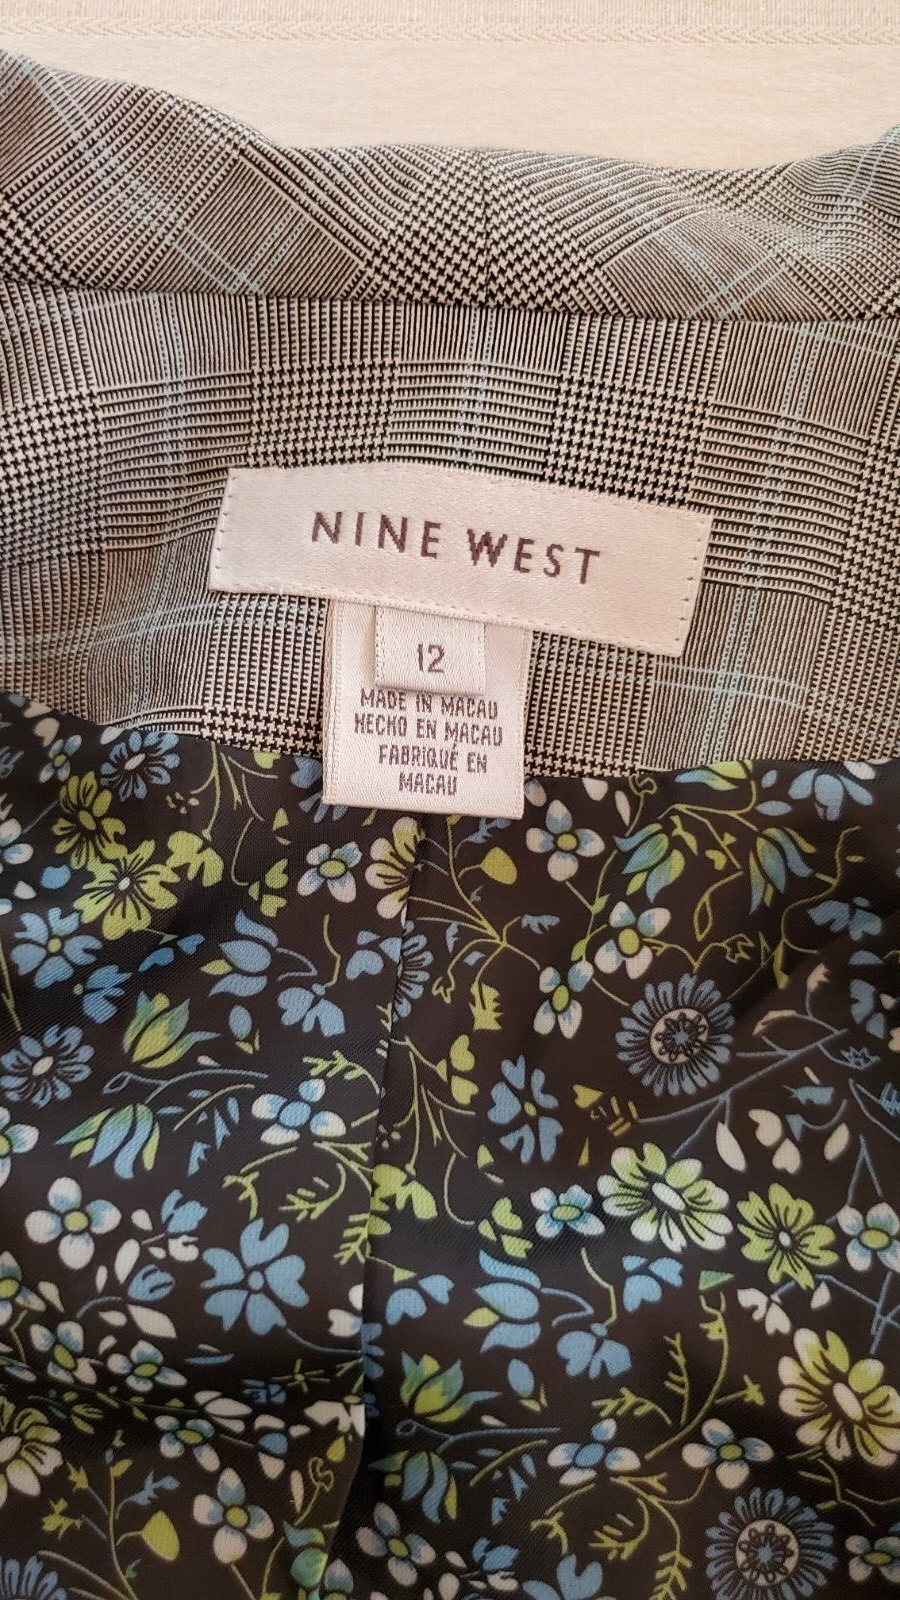 NINE WEST
12
MADE IN MACAU
HECHO EN MACAU
FABRIQUÉ EN
MACAU